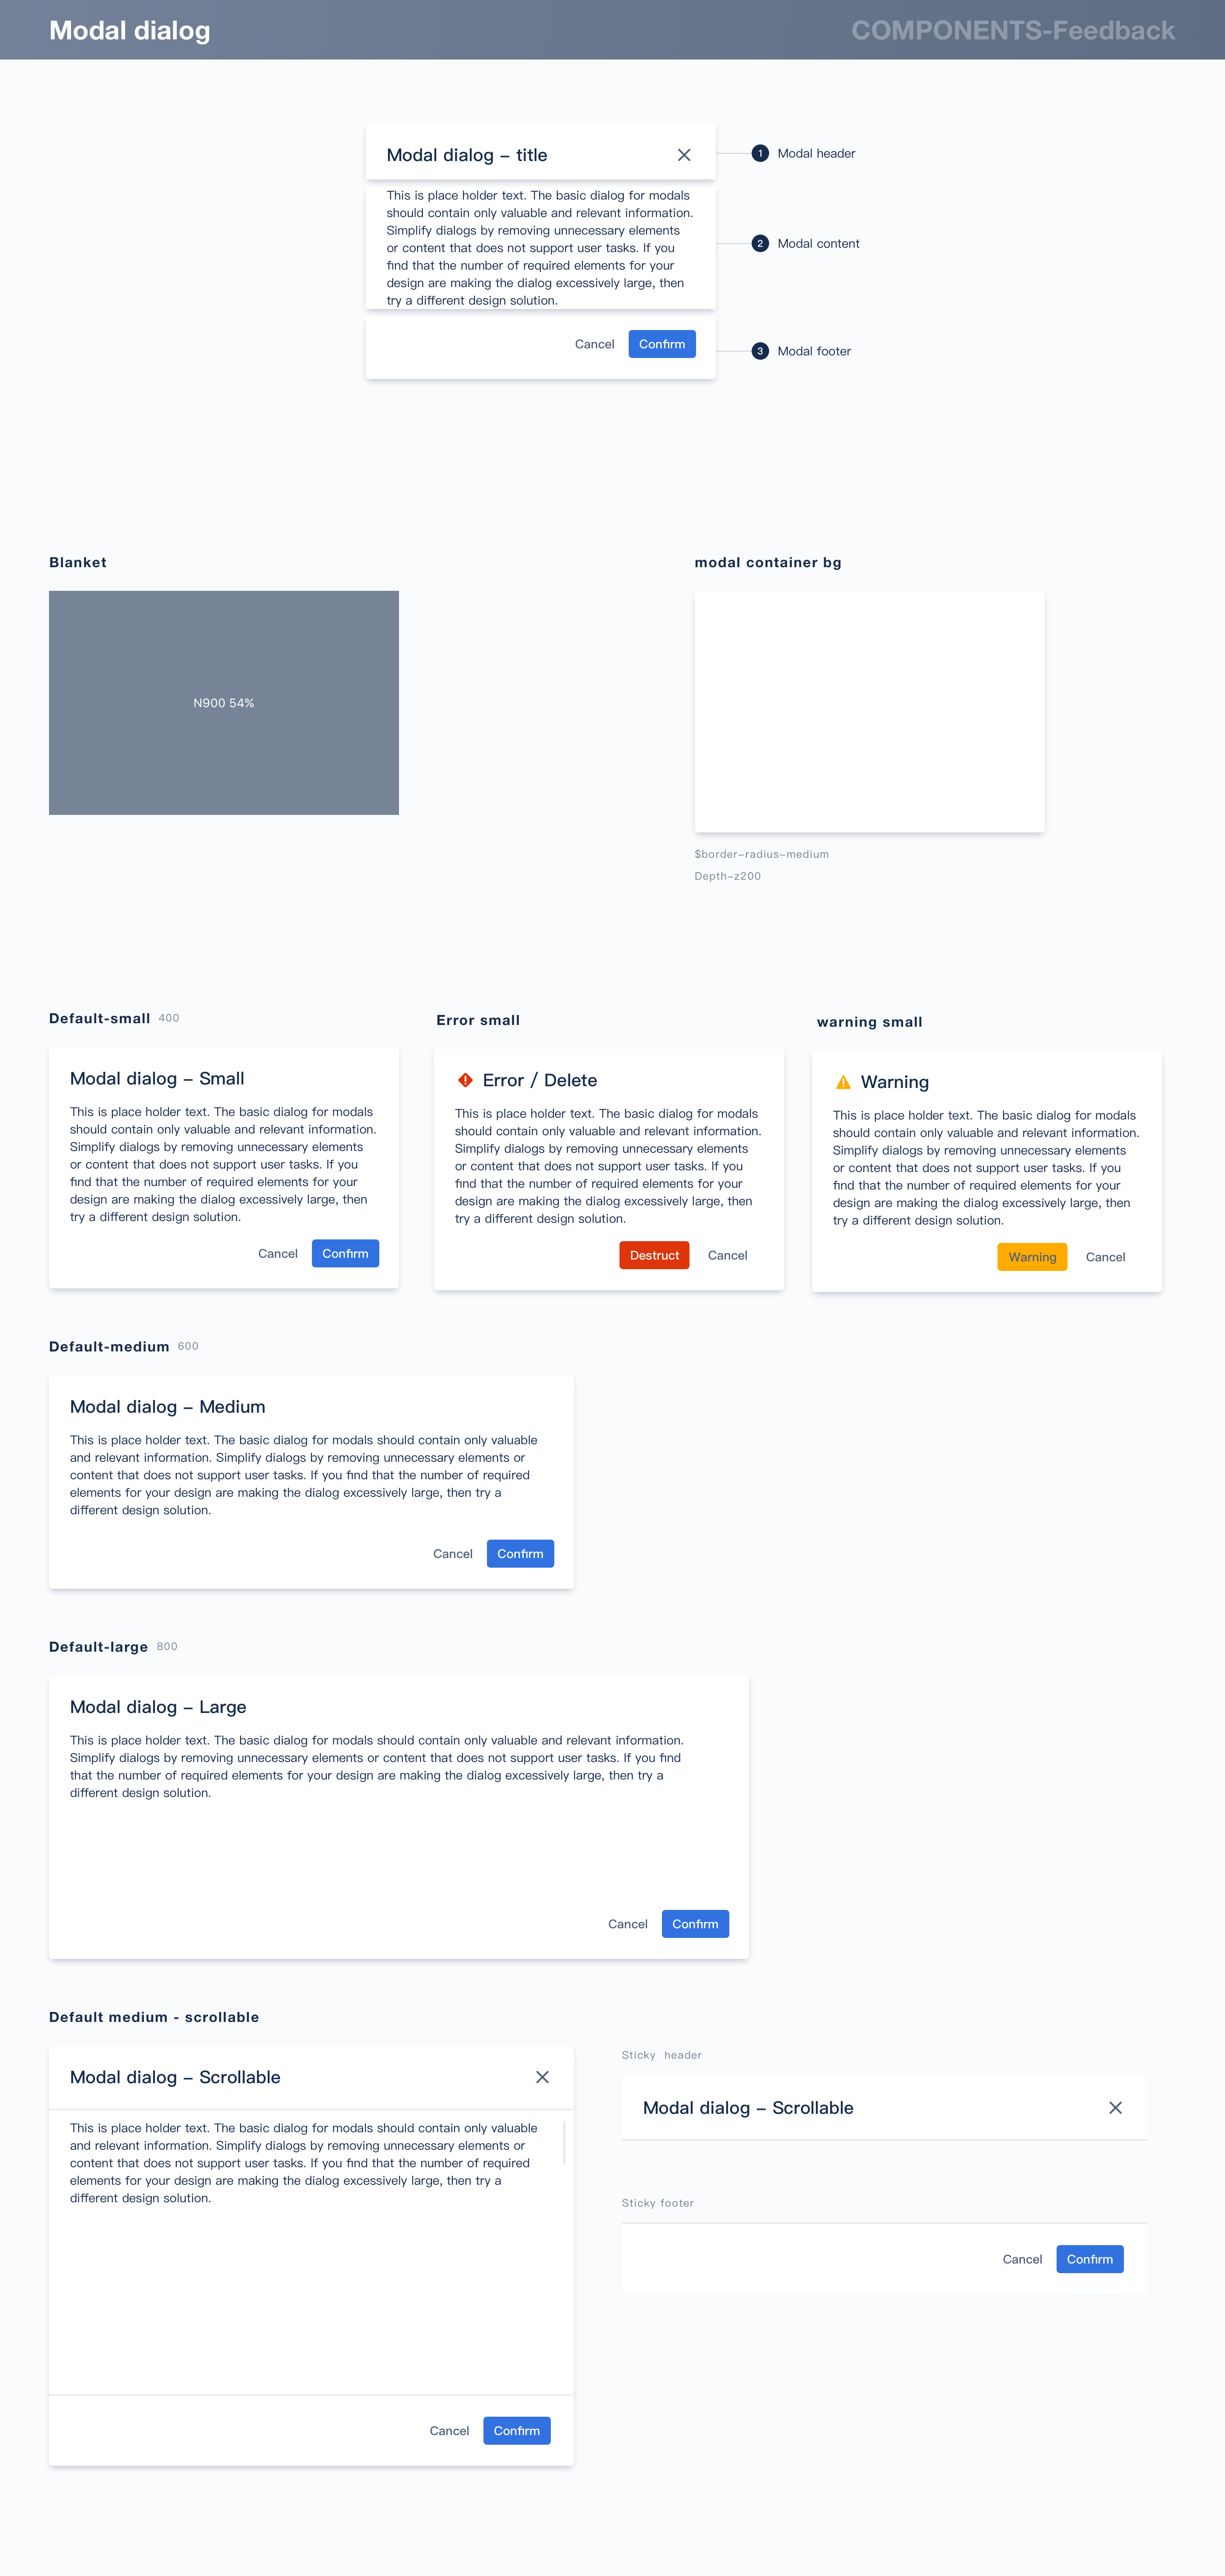 Modal dialog
COMPONENTS-Feedback
Modal dialog – title
1 Modal header
This is place holder text. The basic dialog for modals
should contain only valuable and relevant information.
Simplify dialogs by removing unnecessary elements
or content that does not support user tasks. If you
find that the number of required elements for your
design are making the dialog excessively large, then
try a different design solution.
2 Modal content
Cancel Confirm
3 Modal footer
Blanket
N900 54%
modal container bg
$border–radius–medium
Depth–z200
Default-small 400
Modal dialog – Small
This is place holder text. The basic dialog for modals
should contain only valuable and relevant information.
Simplify dialogs by removing unnecessary elements
or content that does not support user tasks. If you
find that the number of required elements for your
design are making the dialog excessively large, then
try a different design solution.
Cancel Confirm
Error small
Error / Delete
This is place holder text. The basic dialog for modals
should contain only valuable and relevant information.
Simplify dialogs by removing unnecessary elements
or content that does not support user tasks. If you
find that the number of required elements for your
design are making the dialog excessively large, then
try a different design solution.
Destruct Cancel
warning small
Warning
This is place holder text. The basic dialog for modals
should contain only valuable and relevant information.
Simplify dialogs by removing unnecessary elements
or content that does not support user tasks. If you
find that the number of required elements for your
design are making the dialog excessively large, then
try a different design solution.
Warning Cancel
Default-medium 600
Modal dialog – Medium
This is place holder text. The basic dialog for modals should contain only valuable
and relevant information. Simplify dialogs by removing unnecessary elements or
content that does not support user tasks. If you find that the number of required
elements for your design are making the dialog excessively large, then try a
different design solution.
Cancel Confirm
Default-large 800
Modal dialog – Large
This is place holder text. The basic dialog for modals should contain only valuable and relevant information.
Simplify dialogs by removing unnecessary elements or content that does not support user tasks. If you find
that the number of required elements for your design are making the dialog excessively large, then try a
different design solution.
Cancel Confirm
Default medium - scrollable
Modal dialog – Scrollable
This is place holder text. The basic dialog for modals should contain only valuable
and relevant information. Simplify dialogs by removing unnecessary elements or
content that does not support user tasks. If you find that the number of required
elements for your design are making the dialog excessively large, then try a
different design solution.
Cancel Confirm
Sticky header
Modal dialog – Scrollable
Sticky footer
Cancel Confirm